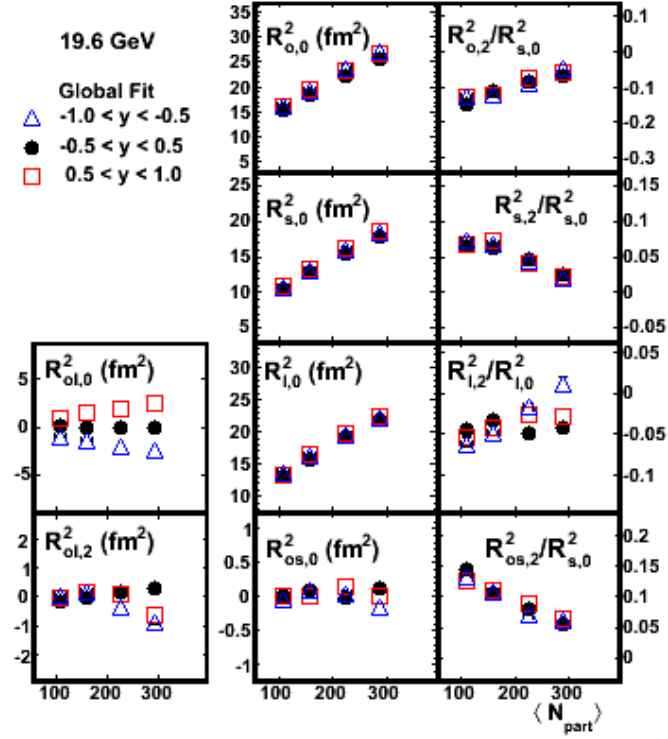 19.6 GeV
Global Fit
-1.0 < y < -0.5
-0.5 < y < 0.5
0.5 < y < 1.0
R²o,0 (fm²)
35
30
25
20
15
10
5
R²o,2/R²s,0
0.1
0
-0.1
-0.2
-0.3
R²s,0 (fm²)
25
20
15
10
5
R²s,2/R²s,0
0.15
0.1
0.05
0
-0.05
R²ol,0 (fm²)
5
0
-5
R²l,0 (fm²)
30
25
20
15
10
R²l,2/R²l,0
0.05
0
-0.05
-0.1
R²ol,2 (fm²)
2
1
0
-1
-2
R²os,0 (fm²)
1
0.5
0
-0.5
-1
R²os,2/R²s,0
0.2
0.15
0.1
0.05
0
100 200 300
100 200 300
100 200 300
⟨ Npart ⟩